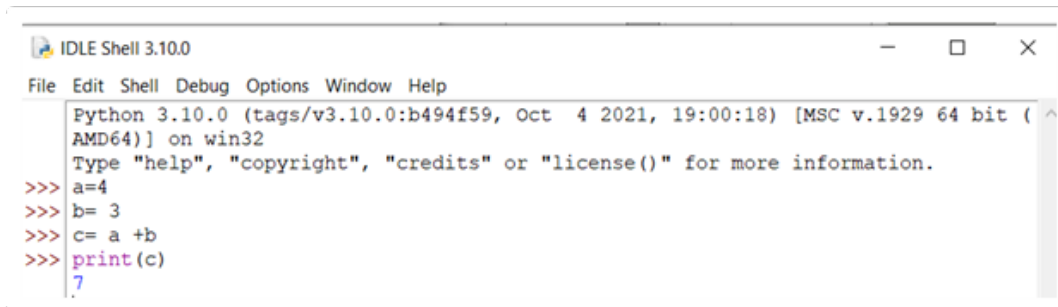 IDLE Shell 3.10.0
File Edit Shell Debug Options Window Help
Python 3.10.0 (tags/v3.10.0:b494f59, Oct  4 2021, 19:00:18) [MSC v.1929 64 bit (
AMD64)] on win32
Type "help", "copyright", "credits" or "license()" for more information.
>>> a=4
>>> b= 3
>>> c= a +b
>>> print(c)
7